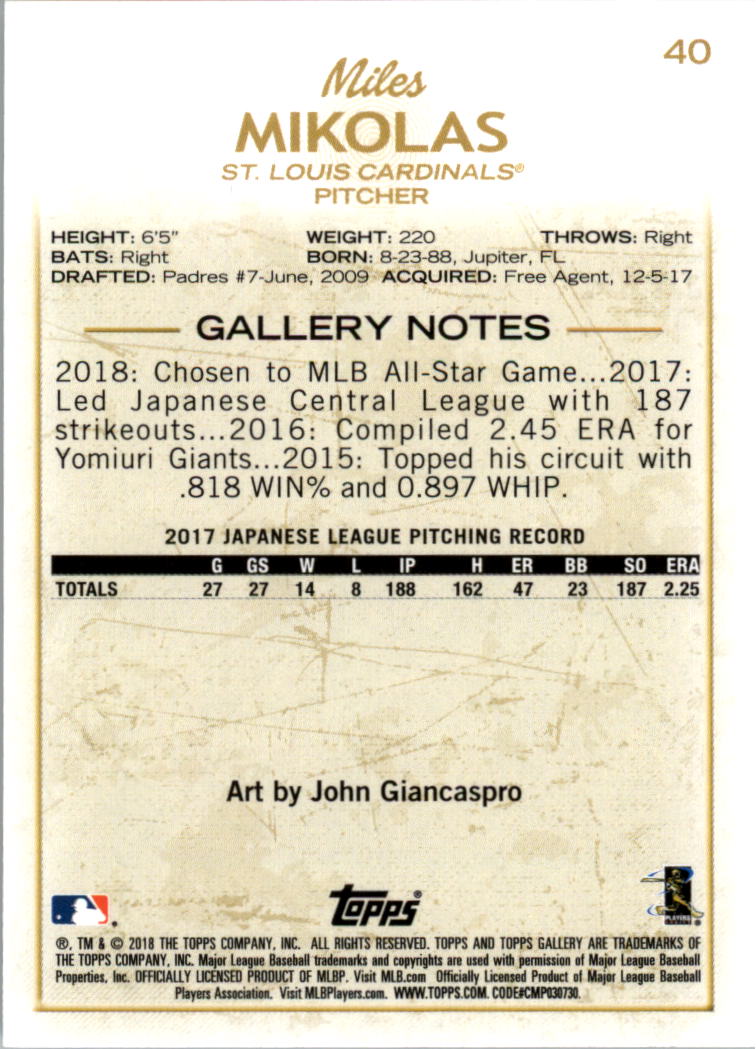 40
Miles
MIKOLAS
ST. LOUIS CARDINALS®
PITCHER
HEIGHT: 6'5" WEIGHT: 220 THROWS: Right
BATS: Right BORN: 8-23-88, Jupiter, FL
DRAFTED: Padres #7-June, 2009 ACQUIRED: Free Agent, 12-5-17
GALLERY NOTES
2018: Chosen to MLB All-Star Game...2017:
Led Japanese Central League with 187
strikeouts...2016: Compiled 2.45 ERA for
Yomiuri Giants...2015: Topped his circuit with
.818 WIN% and 0.897 WHIP.
2017 JAPANESE LEAGUE PITCHING RECORD
G GS W L IP H ER BB SO ERA
TOTALS 27 27 14 8 188 162 47 23 187 2.25
Art by John Giancaspro
topps®
PLAYERS
®, TM & © 2018 THE TOPPS COMPANY, INC. ALL RIGHTS RESERVED. TOPPS AND TOPPS GALLERY ARE TRADEMARKS OF
THE TOPPS COMPANY, INC. Major League Baseball trademarks and copyrights are used with permission of Major League Baseball
Properties, Inc. OFFICIALLY LICENSED PRODUCT OF MLBP. Visit MLB.com Officially Licensed Product of Major League Baseball
Players Association. Visit MLBPlayers.com. WWW.TOPPS.COM. CODE#CMP030730.